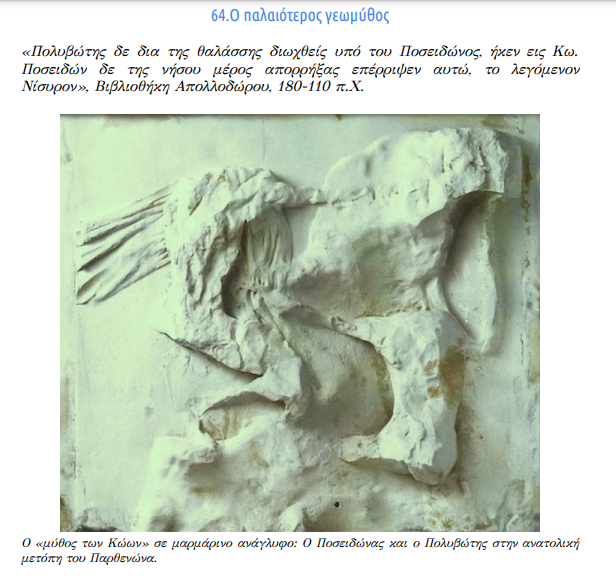 64.Ο παλαιότερος γεωμύθος
«Πολυβώτης δε δια της θαλάσσης διωχθείς υπό του Ποσειδώνος, ήκεν εις Κω.
Ποσειδών δε της νήσου μέρος απορρήξας επέρριψεν αυτώ, το λεγόμενον
Νίσυρον», Βιβλιοθήκη Απολλοδώρου, 180-110 π.Χ.
Ο «μύθος των Κώων» σε μαρμάρινο ανάγλυφο: Ο Ποσειδώνας και ο Πολυβώτης στην ανατολική
μετόπη του Παρθενώνα.